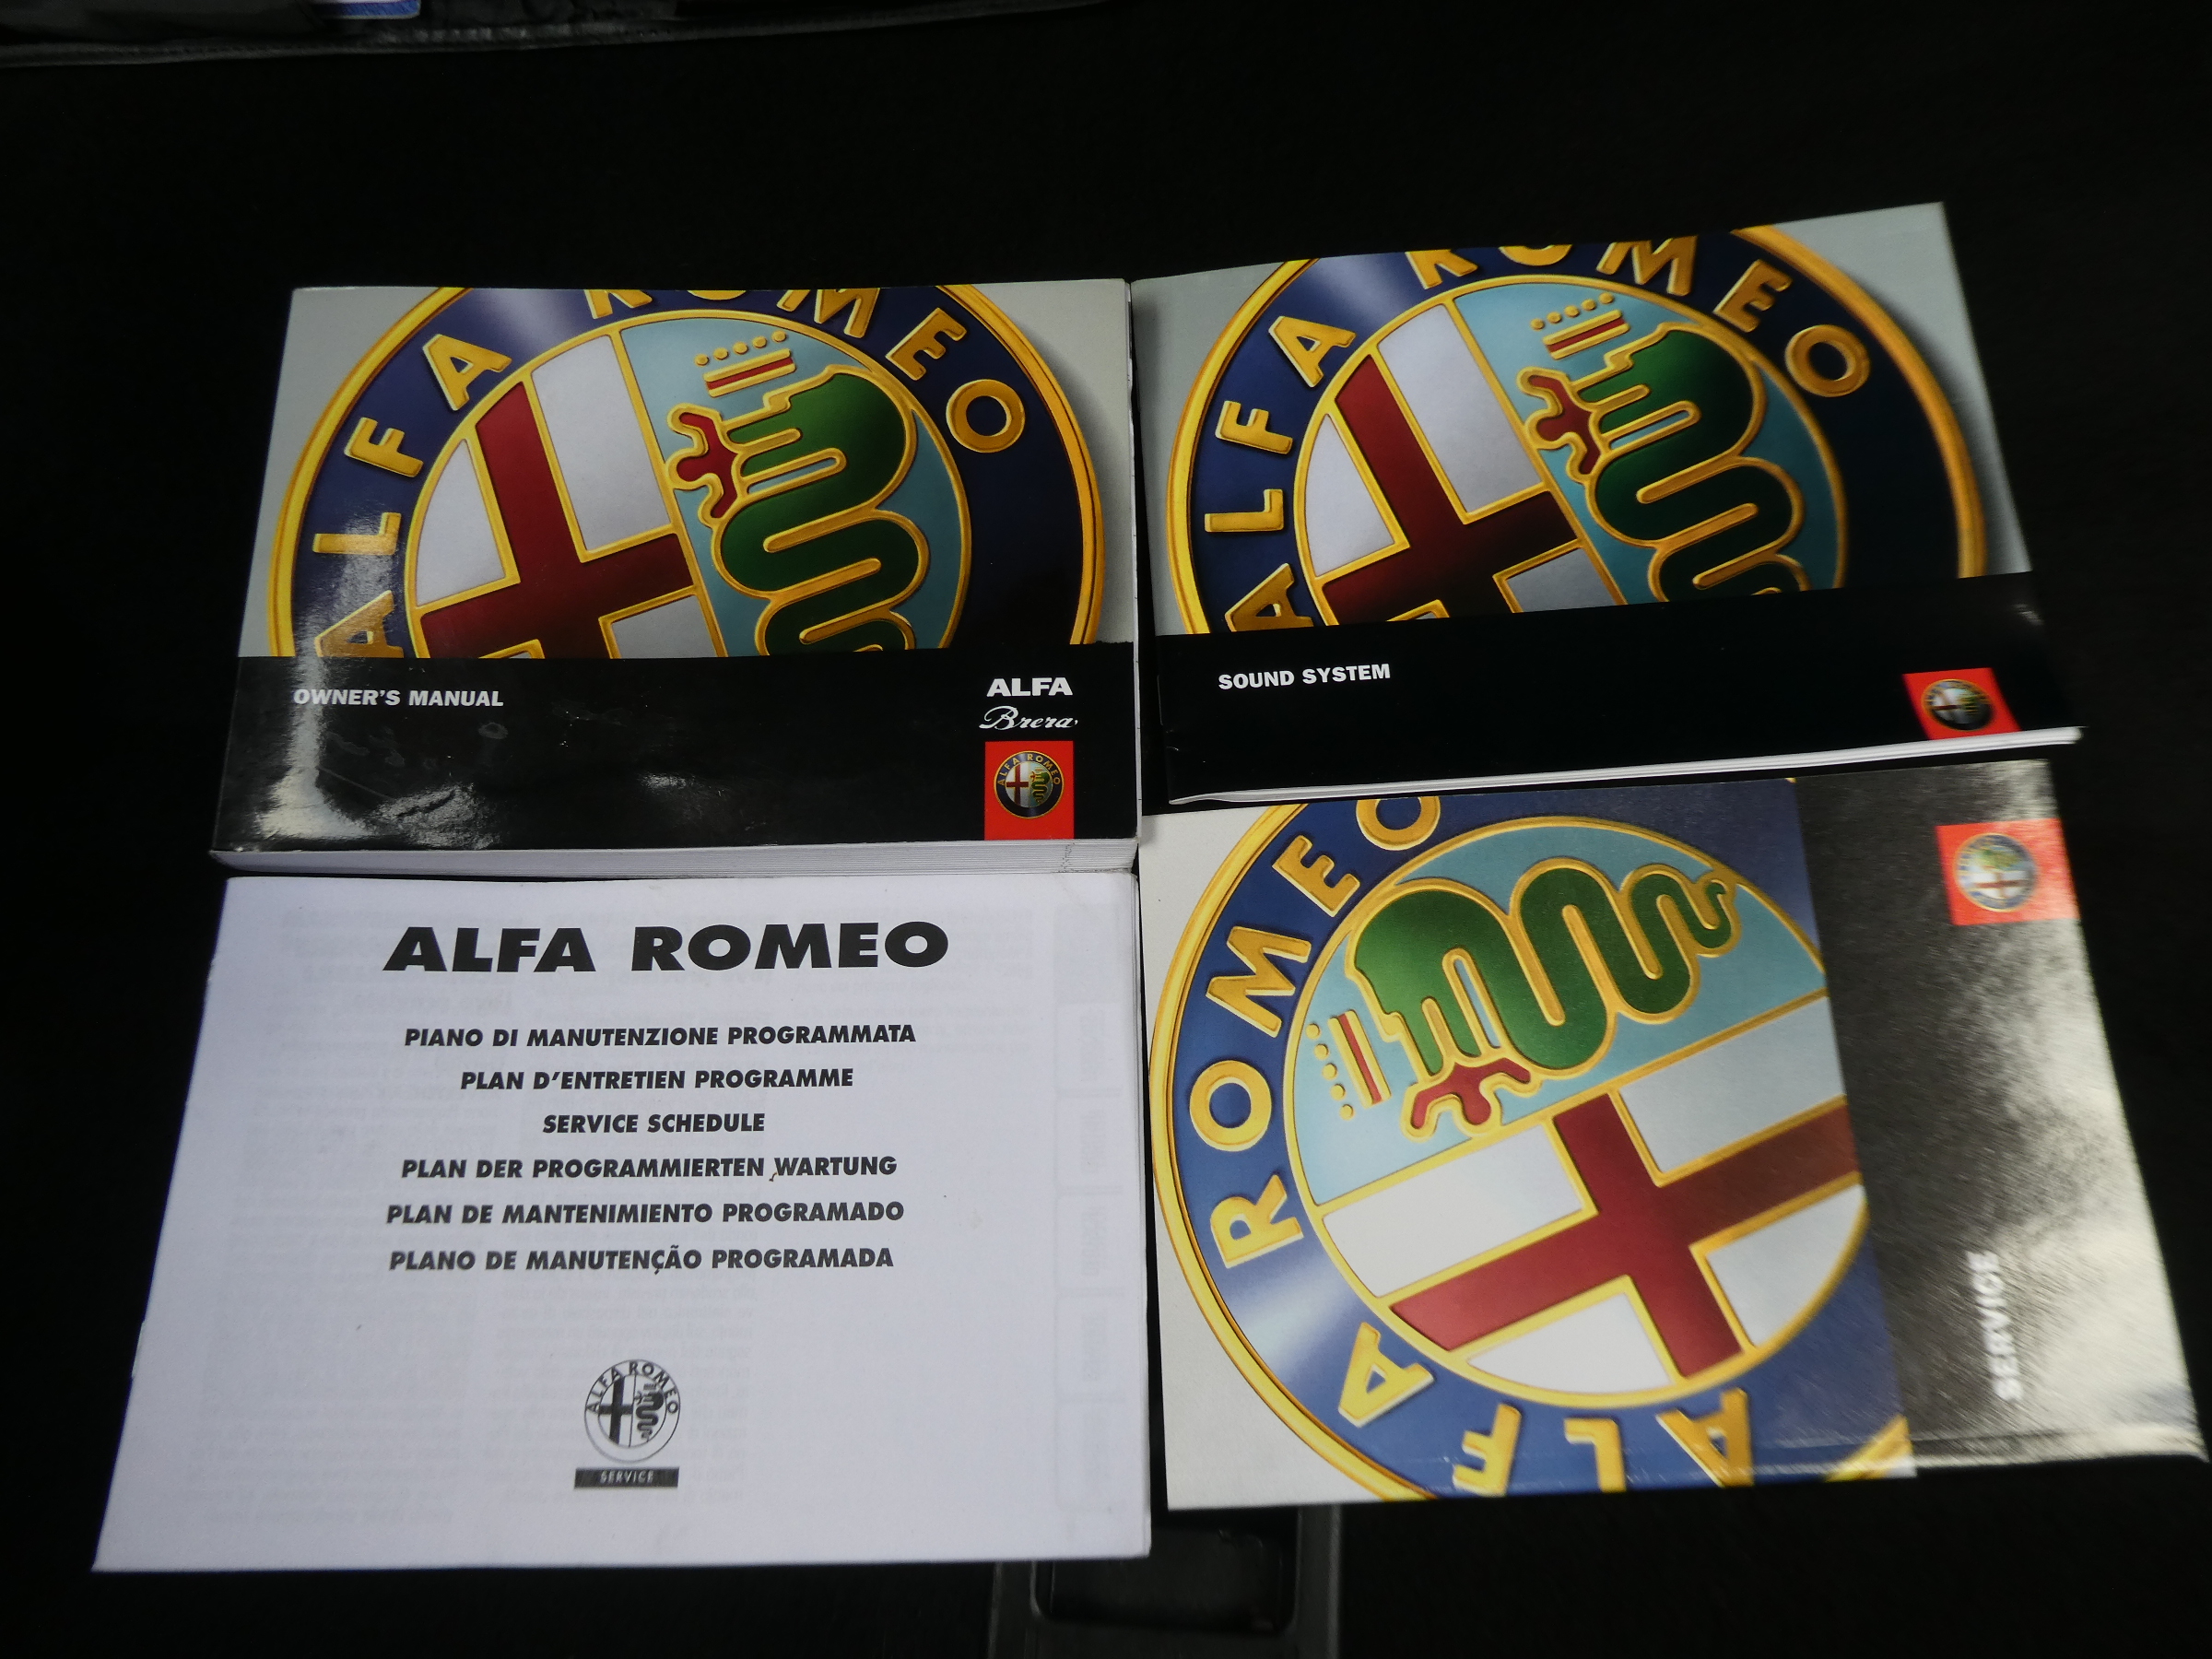 ALFA ROMEO
OWNER'S MANUAL
ALFA
Brera
ALFA ROMEO
ALFA ROMEO
SOUND SYSTEM
ALFA ROMEO
PIANO DI MANUTENZIONE PROGRAMMATA
PLAN D'ENTRETIEN PROGRAMME
SERVICE SCHEDULE
PLAN DER PROGRAMMIERTEN WARTUNG
PLAN DE MANTENIMIENTO PROGRAMADO
PLANO DE MANUTENÇÃO PROGRAMADA
ALFA ROMEO
SERVICE
ALFA ROMEO
SERVICE